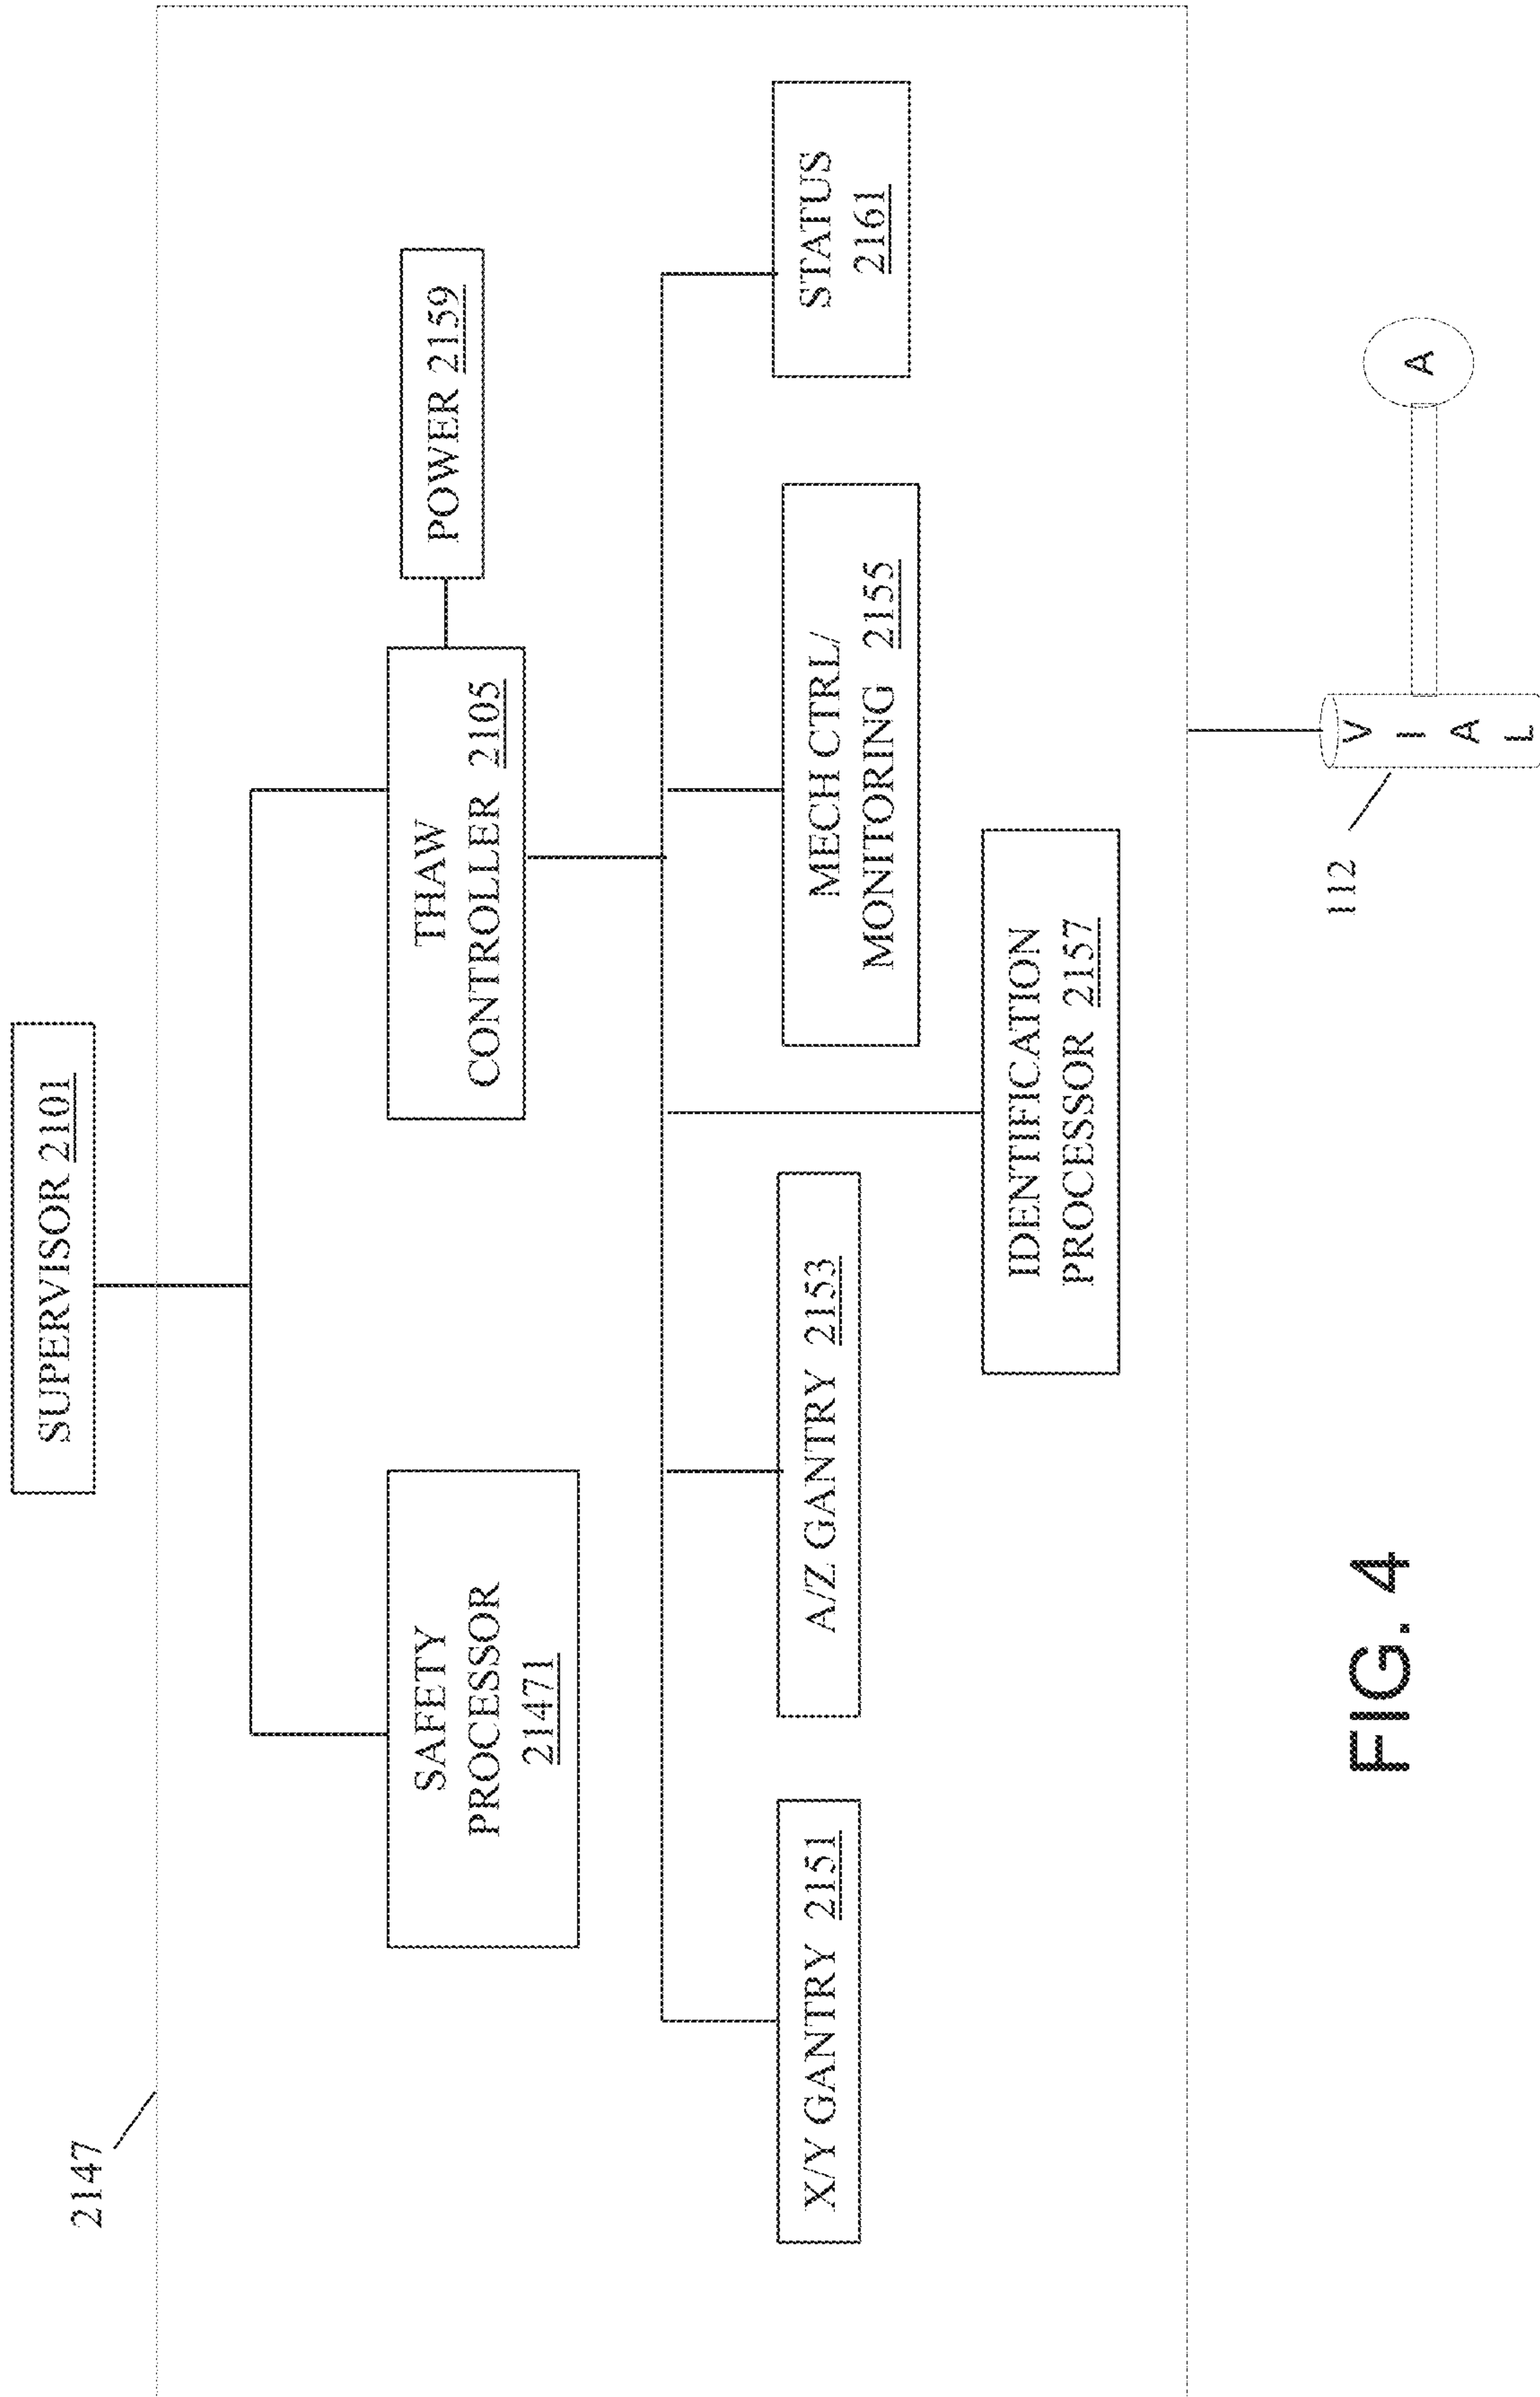 SUPERVISOR 2101
2147
SAFETY
PROCESSOR
21471
THAW
CONTROLLER 2105
POWER 2159
X/Y GANTRY 2151
A/Z GANTRY 2153
MECH CTRL/
MONITORING 2155
STATUS
2161
IDENTIFICATION
PROCESSOR 2157
112
V
I
A
L
A
FIG. 4